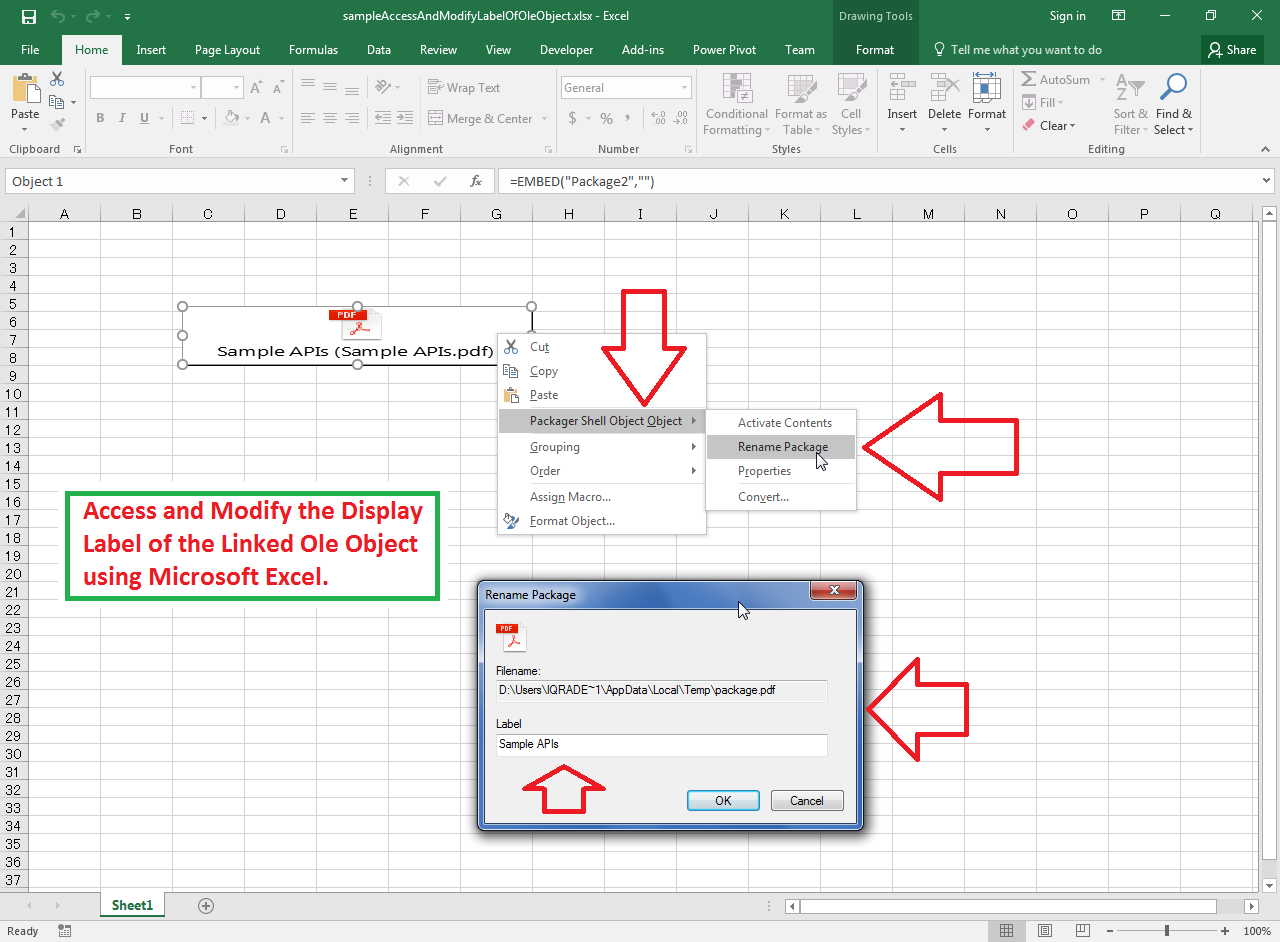 sampleAccessAndModifyLabelOfOleObject.xlsx - Excel
Drawing Tools
Sign in
File Home Insert Page Layout Formulas Data Review View Developer Add-ins Power Pivot Team Format Tell me what you want to do Share
Paste
Clipboard
B I U A A A
Font
Wrap Text
Merge & Center
Alignment
General
$ % ,
Number
Conditional
Formatting
Format as
Table
Cell
Styles
Styles
Insert
Delete
Format
Cells
AutoSum
Fill
Clear
Sort &
Filter
Find &
Select
Editing
Object 1
fx
=EMBED("Package2","")
A B C D E F G H I J K L M N O P Q
1
2
3
4
5
6
7
8
9
10
11
12
13
14
15
16
17
18
19
20
21
22
23
24
25
26
27
28
29
30
31
32
33
34
35
36
37
PDF
Sample APIs (Sample APIs.pdf)
Cut
Copy
Paste
Packager Shell Object Object
Grouping
Order
Assign Macro...
Format Object...
Activate Contents
Rename Package
Properties
Convert...
Access and Modify the Display
Label of the Linked Ole Object
using Microsoft Excel.
Rename Package
PDF
Filename:
D:\Users\IQRADE~1\AppData\Local\Temp\package.pdf
Label
Sample APIs
OK Cancel
Sheet1
Ready
100%